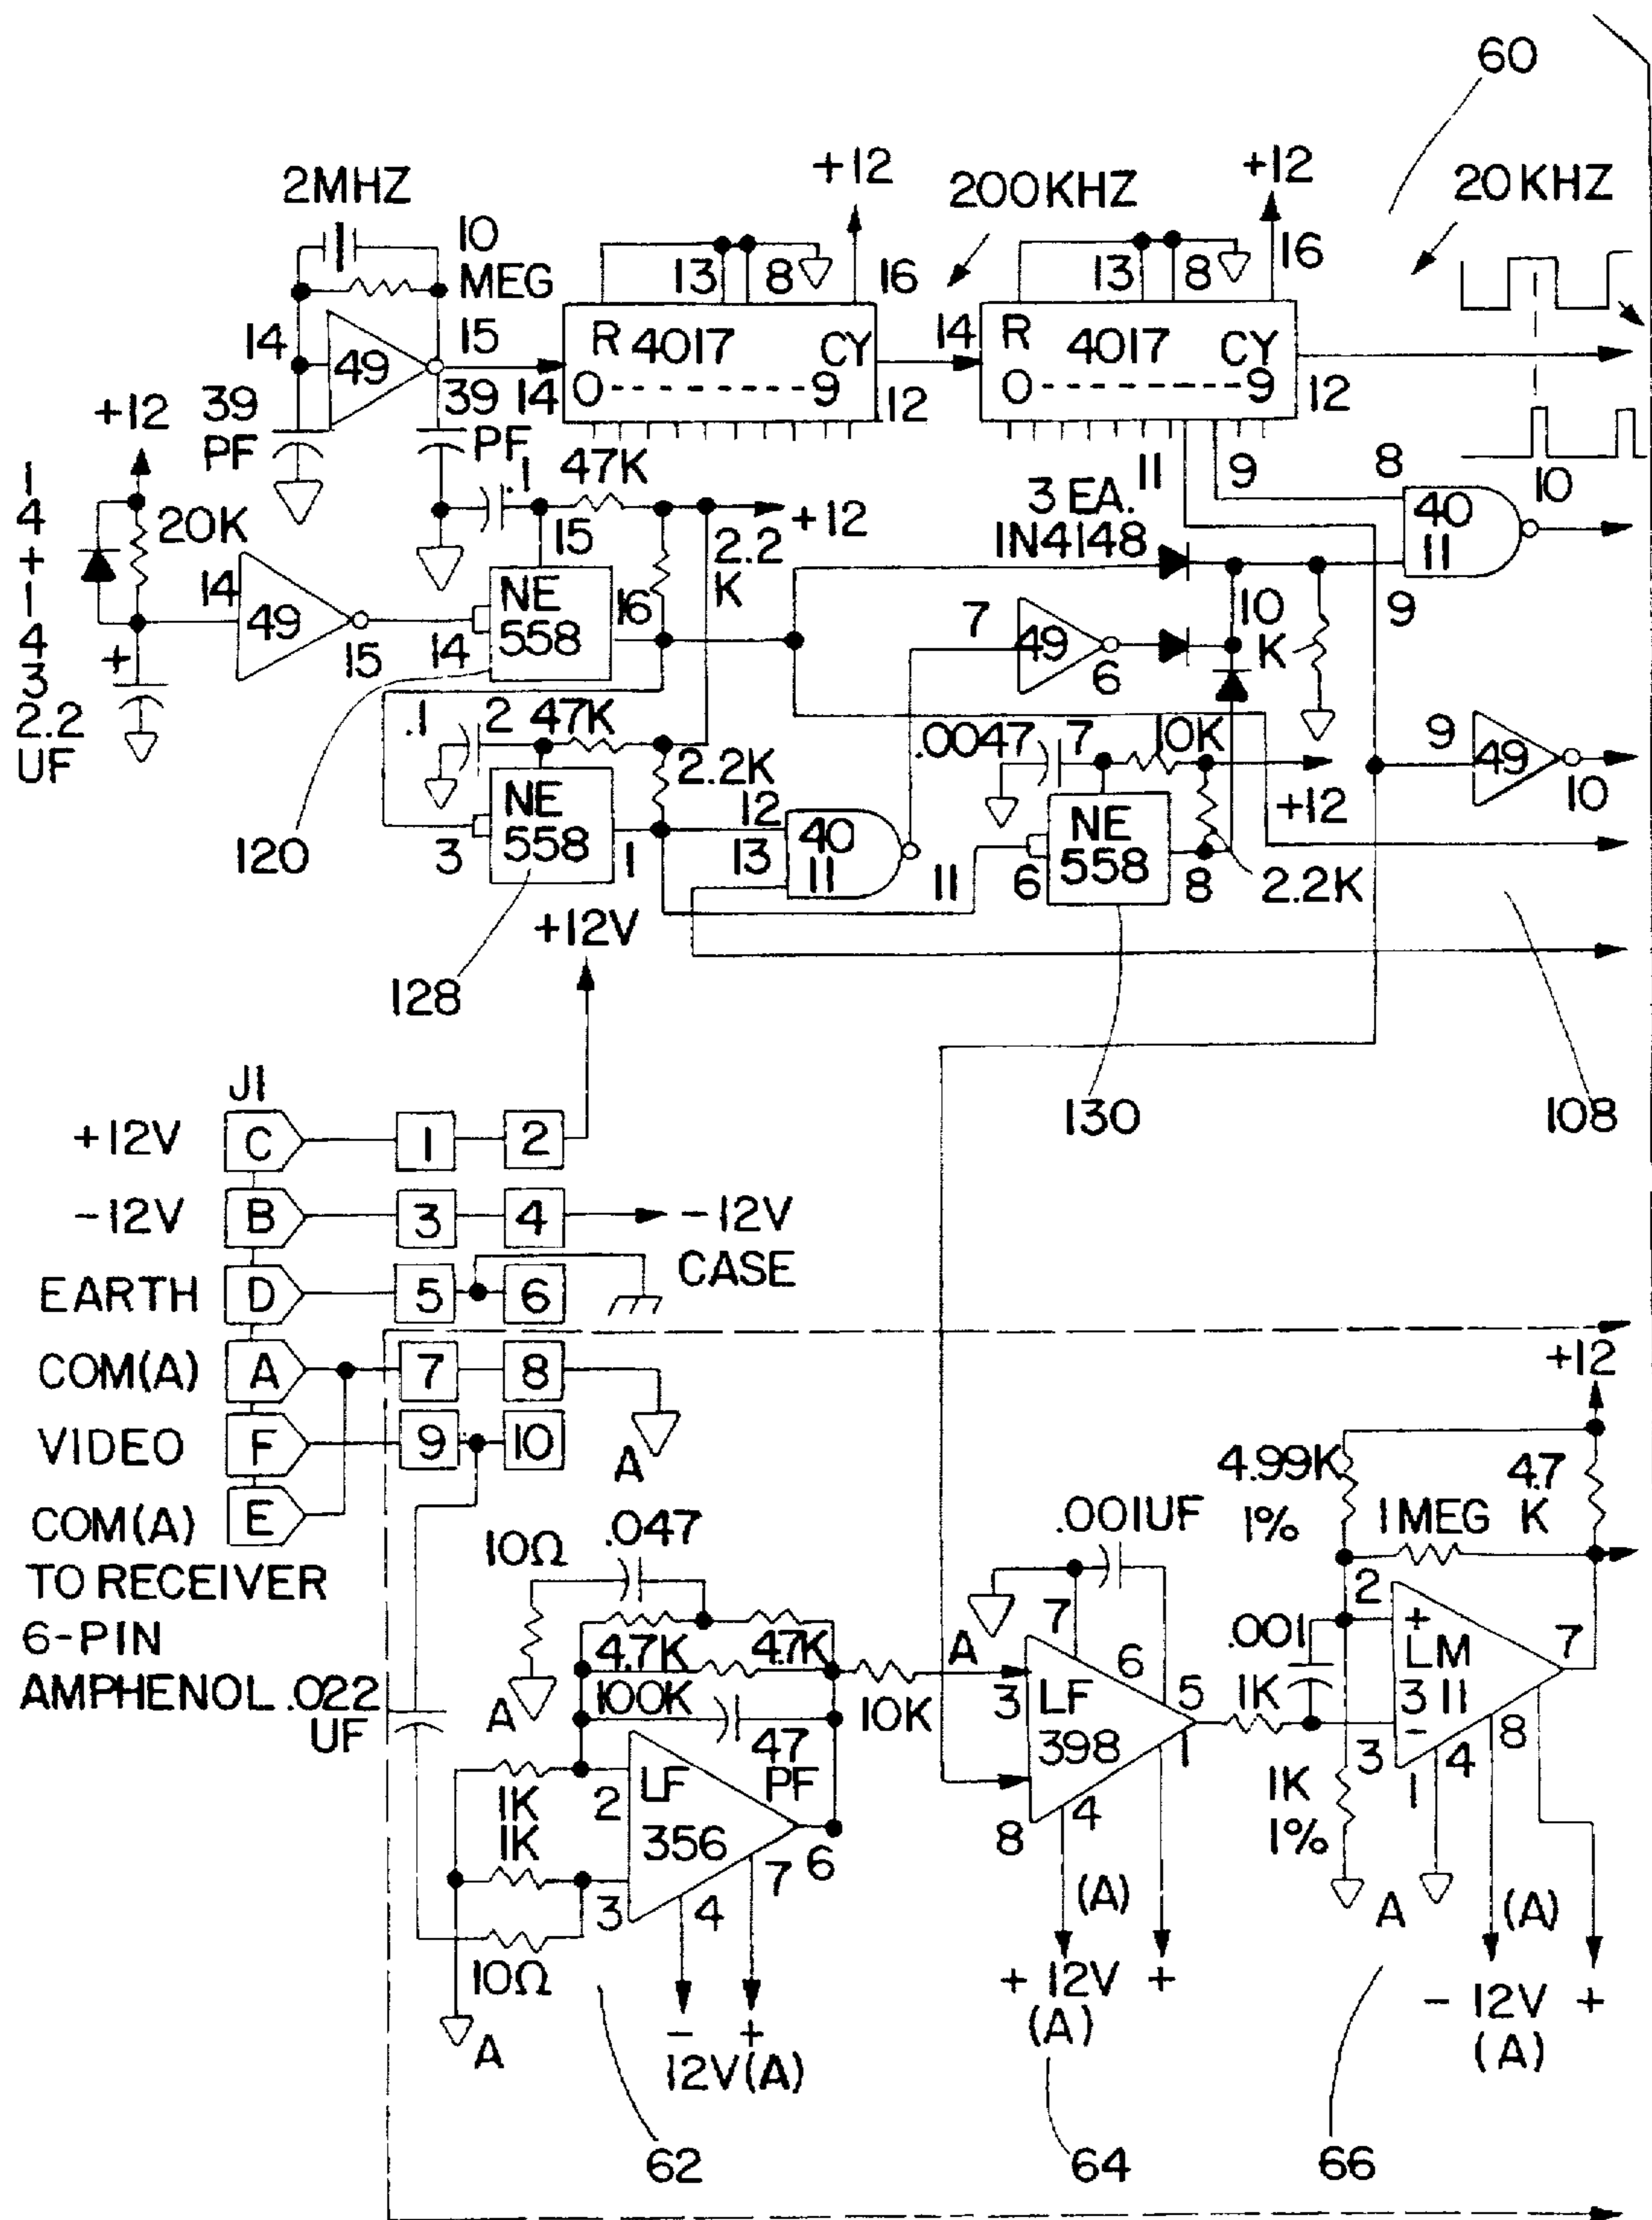 60
2MHZ
10
MEG
+12
200KHZ
+12
20KHZ
13
8
16
13
8
16
14
49
15
R 4017 CY
0---------9
14
R 4017 CY
0---------9
12
12
39
PF
39
PF
14
+12
20K
1
4
+
1
4
3
2.2
UF
+
14
49
15
.1
47K
15
+12
2.2
K
NE
558
14
16
11
9
3 EA.
1N4148
8
40
11
10
9
7
49
6
10
K
120
.1
2
47K
2.2K
NE
558
3
1
12
13
40
11
11
.0047
7
10K
+12
NE
558
6
8
2.2K
9
49
10
+12V
128
130
108
J1
+12V C 1 2
-12V B 3 4 -12V
EARTH D 5 6 CASE
COM(A) A 7 8
VIDEO F 9 10 A
COM(A) E
TO RECEIVER
6-PIN
AMPHENOL .022
UF
10Ω
.047
4.7K
4.7K
A
100K
47
PF
10K
1K
1K
2
LF
356
3
4
7
6
10Ω
A
- +
12V(A)
62
.001UF
A
7
6
3
LF
398
5
1
8
4
(A)
+ 12V +
(A)
64
+12
4.99K
1%
4.7
K
1MEG
2
.001
1K
+
LM
311
-
7
3
1
4
8
1K
1%
A
(A)
- 12V +
(A)
66